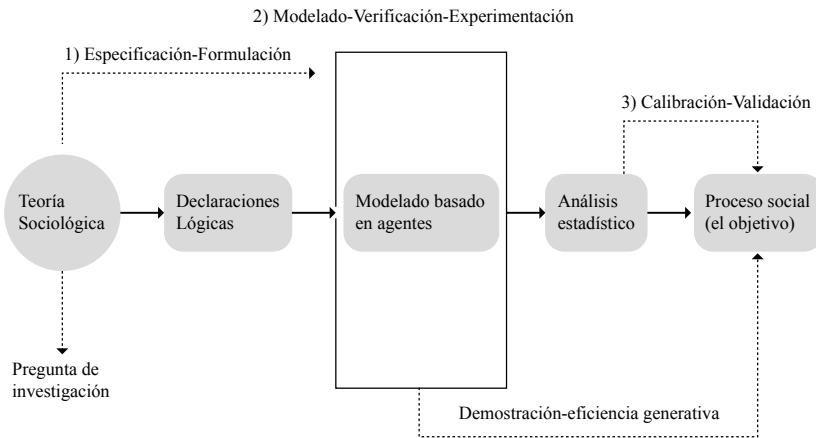 2) Modelado-Verificación-Experimentación
1) Especificación-Formulación
3) Calibración-Validación
Teoría
Sociológica
Declaraciones
Lógicas
Modelado basado
en agentes
Análisis
estadístico
Proceso social
(el objetivo)
Pregunta de
investigación
Demostración-eficiencia generativa